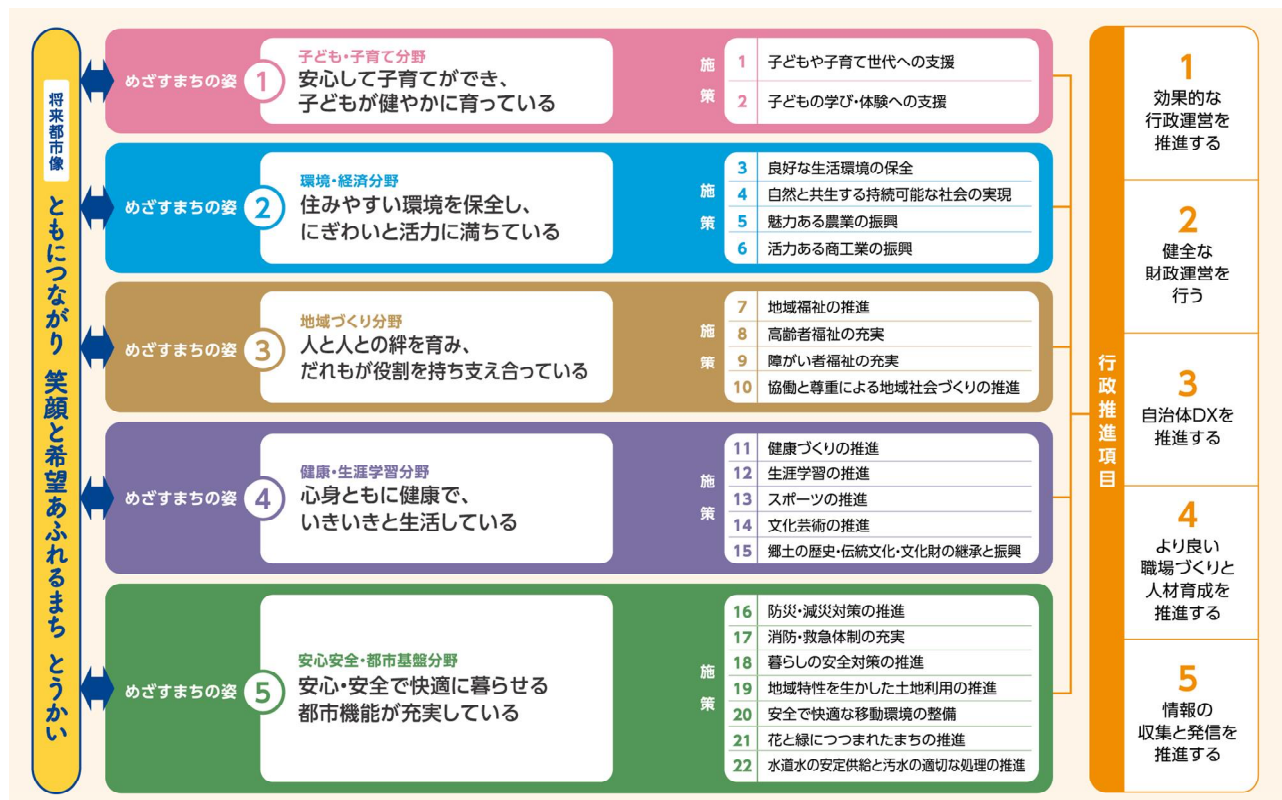 将来都市像
ともにつながり 笑顔と希望あふれるまち とうかい
めざすまちの姿 1
子ども・子育て分野
安心して子育てができ、
子どもが健やかに育っている
施策
1 子どもや子育て世代への支援
2 子どもの学び・体験への支援
めざすまちの姿 2
環境・経済分野
住みやすい環境を保全し、
にぎわいと活力に満ちている
施策
3 良好な生活環境の保全
4 自然と共生する持続可能な社会の実現
5 魅力ある農業の振興
6 活力ある商工業の振興
めざすまちの姿 3
地域づくり分野
人と人との絆を育み、
だれもが役割を持ち支え合っている
施策
7 地域福祉の推進
8 高齢者福祉の充実
9 障がい者福祉の充実
10 協働と尊重による地域社会づくりの推進
めざすまちの姿 4
健康・生涯学習分野
心身ともに健康で、
いきいきと生活している
施策
11 健康づくりの推進
12 生涯学習の推進
13 スポーツの推進
14 文化芸術の推進
15 郷土の歴史・伝統文化・文化財の継承と振興
めざすまちの姿 5
安心安全・都市基盤分野
安心・安全で快適に暮らせる
都市機能が充実している
施策
16 防災・減災対策の推進
17 消防・救急体制の充実
18 暮らしの安全対策の推進
19 地域特性を生かした土地利用の推進
20 安全で快適な移動環境の整備
21 花と緑につつまれたまちの推進
22 水道水の安定供給と汚水の適切な処理の推進
行政推進項目
1
効果的な
行政運営を
推進する
2
健全な
財政運営を
行う
3
自治体DXを
推進する
4
より良い
職場づくりと
人材育成を
推進する
5
情報の
収集と発信を
推進する